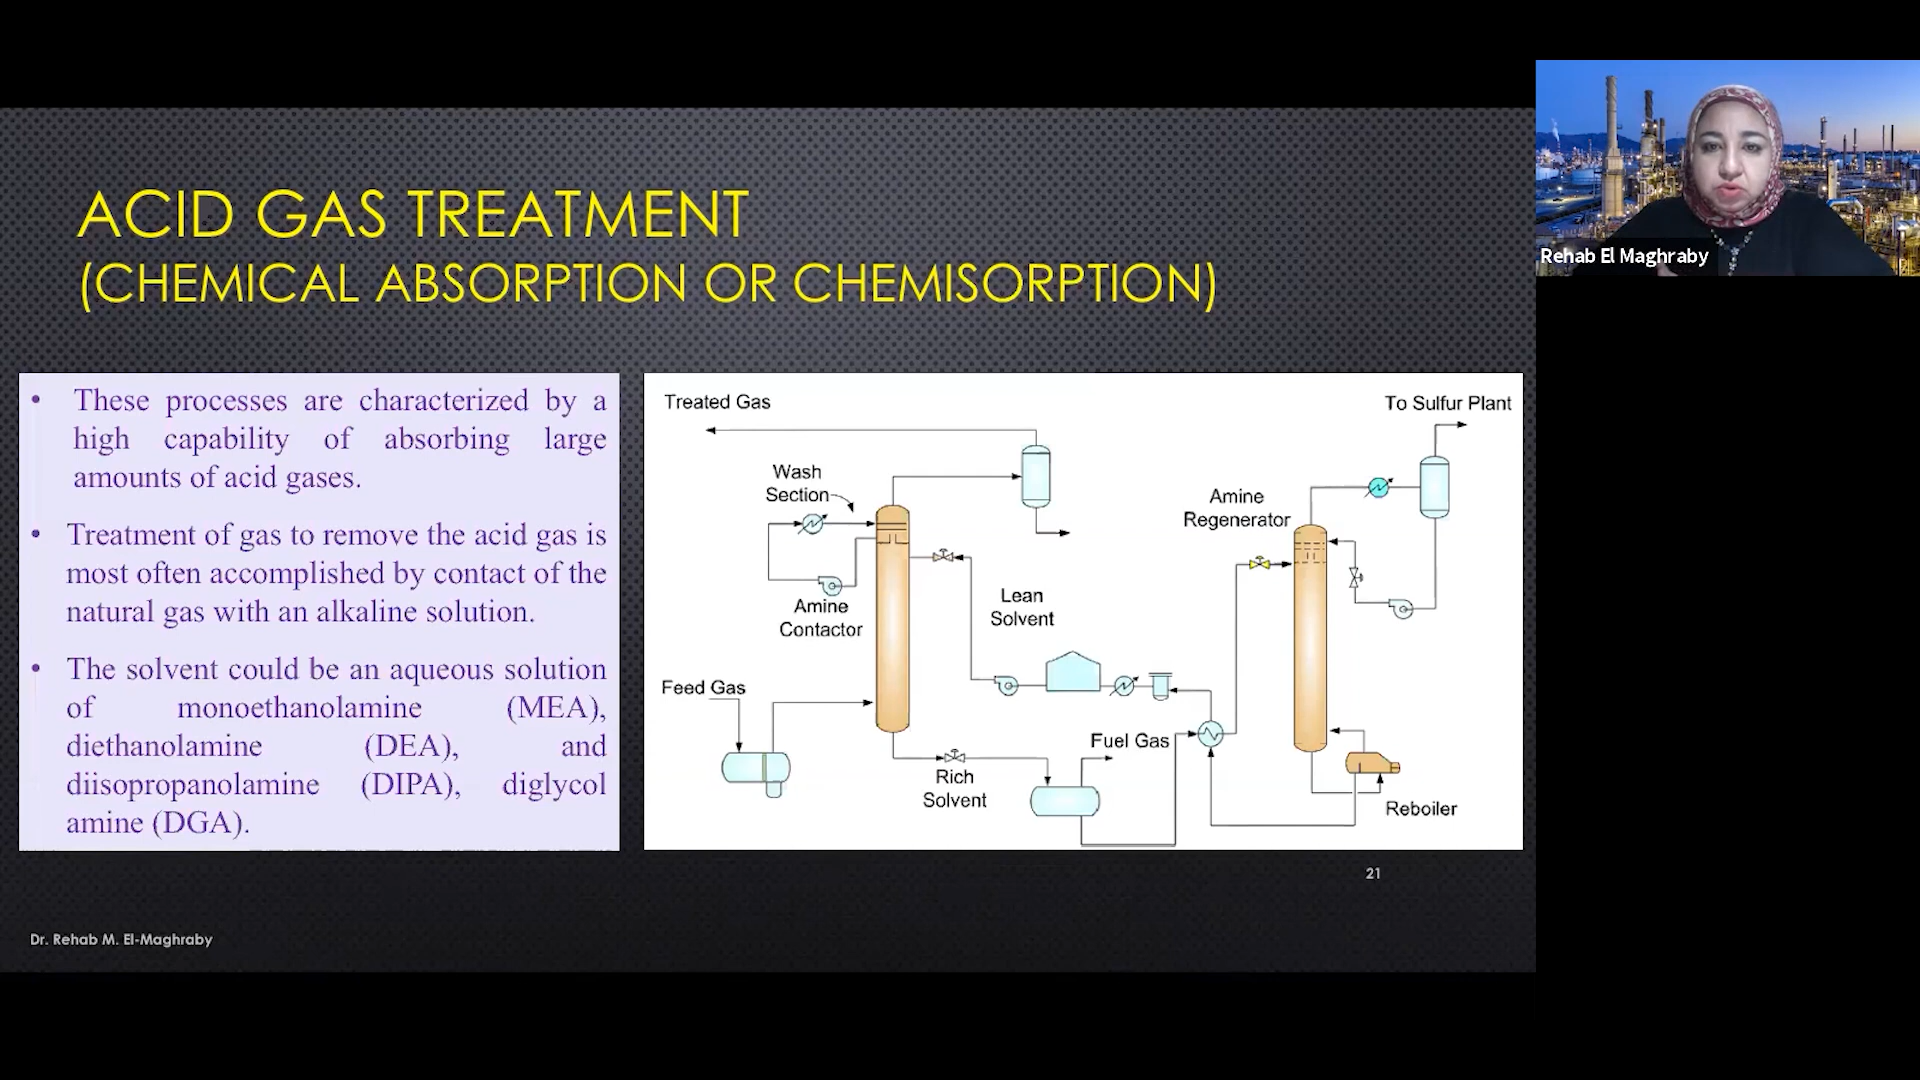 ACID GAS TREATMENT
(CHEMICAL ABSORPTION OR CHEMISORPTION)
• These processes are characterized by a
high capability of absorbing large
amounts of acid gases.
• Treatment of gas to remove the acid gas is
most often accomplished by contact of the
natural gas with an alkaline solution.
• The solvent could be an aqueous solution
of monoethanolamine (MEA),
diethanolamine (DEA), and
diisopropanolamine (DIPA), diglycol
amine (DGA).
Treated Gas
To Sulfur Plant
Wash
Section
Amine
Regenerator
Amine
Contactor
Lean
Solvent
Feed Gas
Fuel Gas
Rich
Solvent
Reboiler
21
Dr. Rehab M. El-Maghraby
Rehab El Maghraby